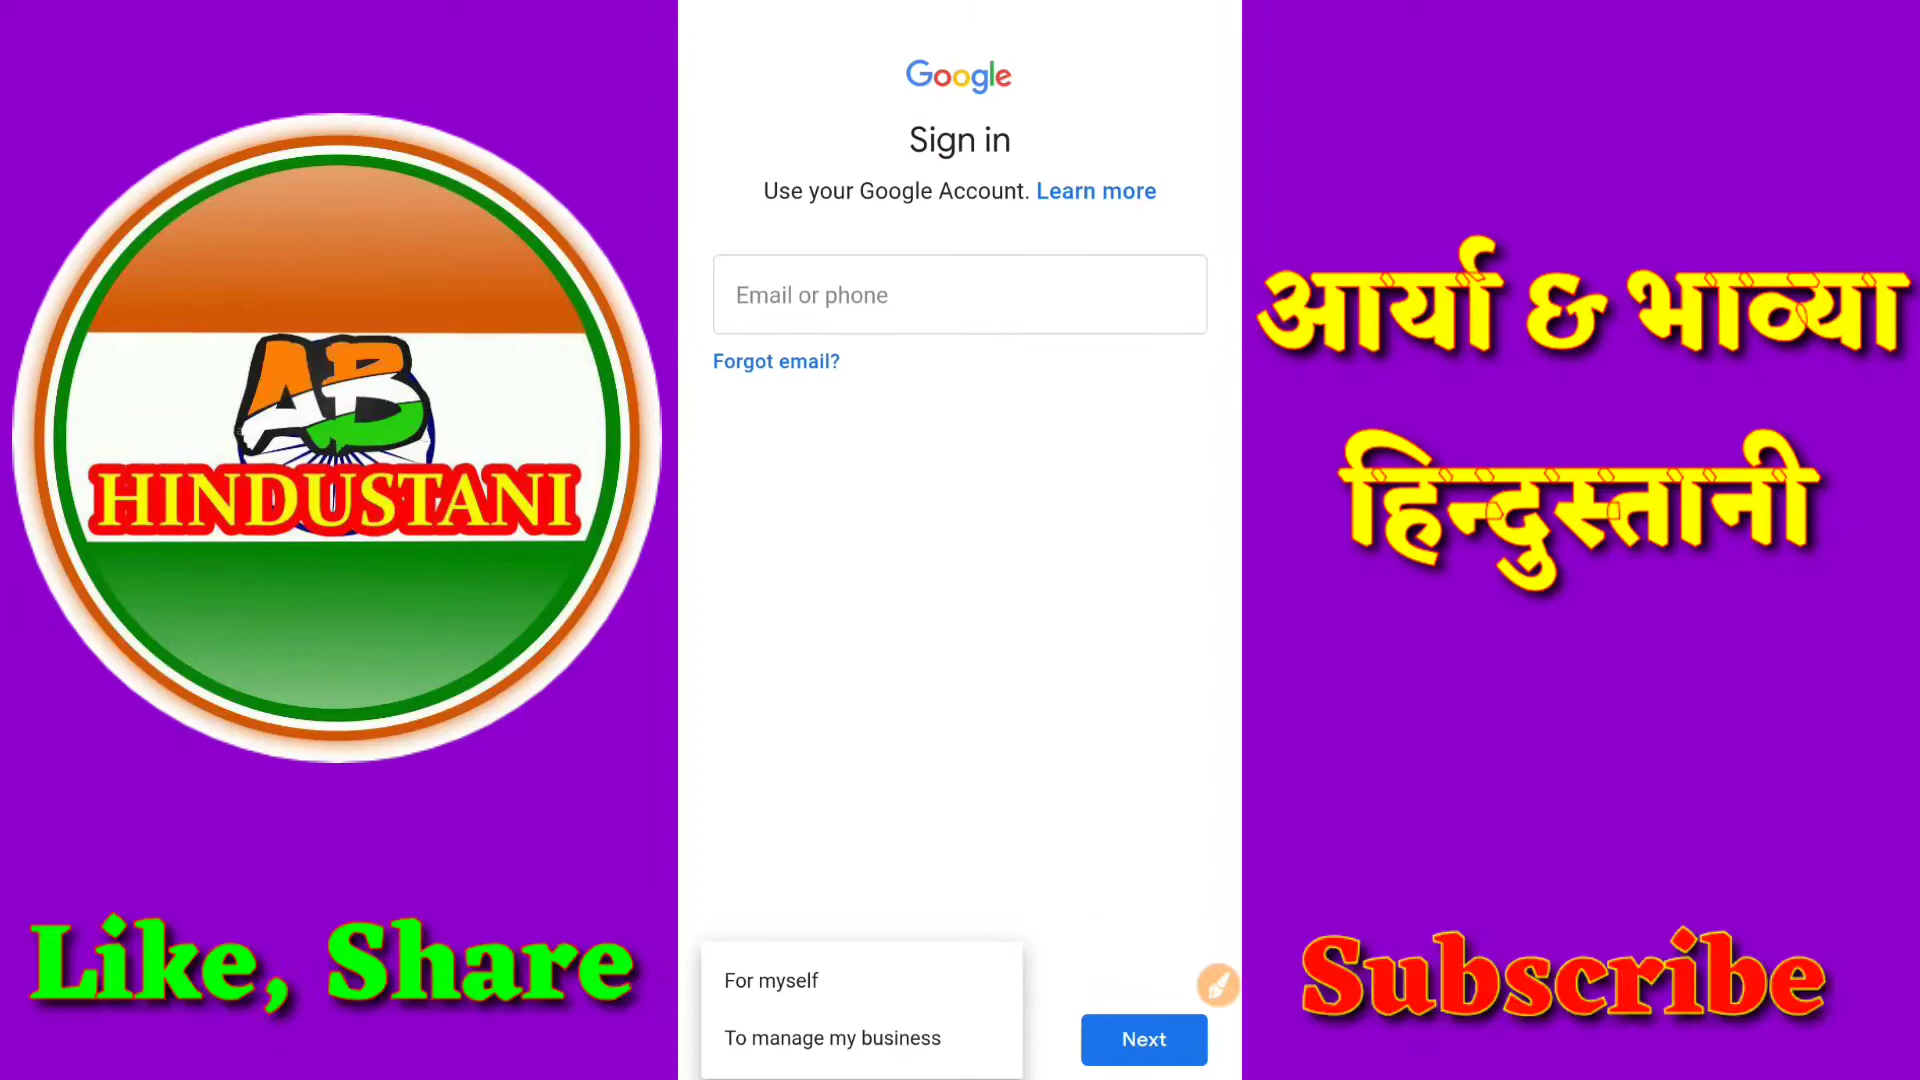 AB
HINDUSTANI
Like, Share
Google
Sign in
Use your Google Account. Learn more
Email or phone
Forgot email?
For myself
To manage my business
Next
आर्या & भाव्या
हिन्दुस्तानी
Subscribe